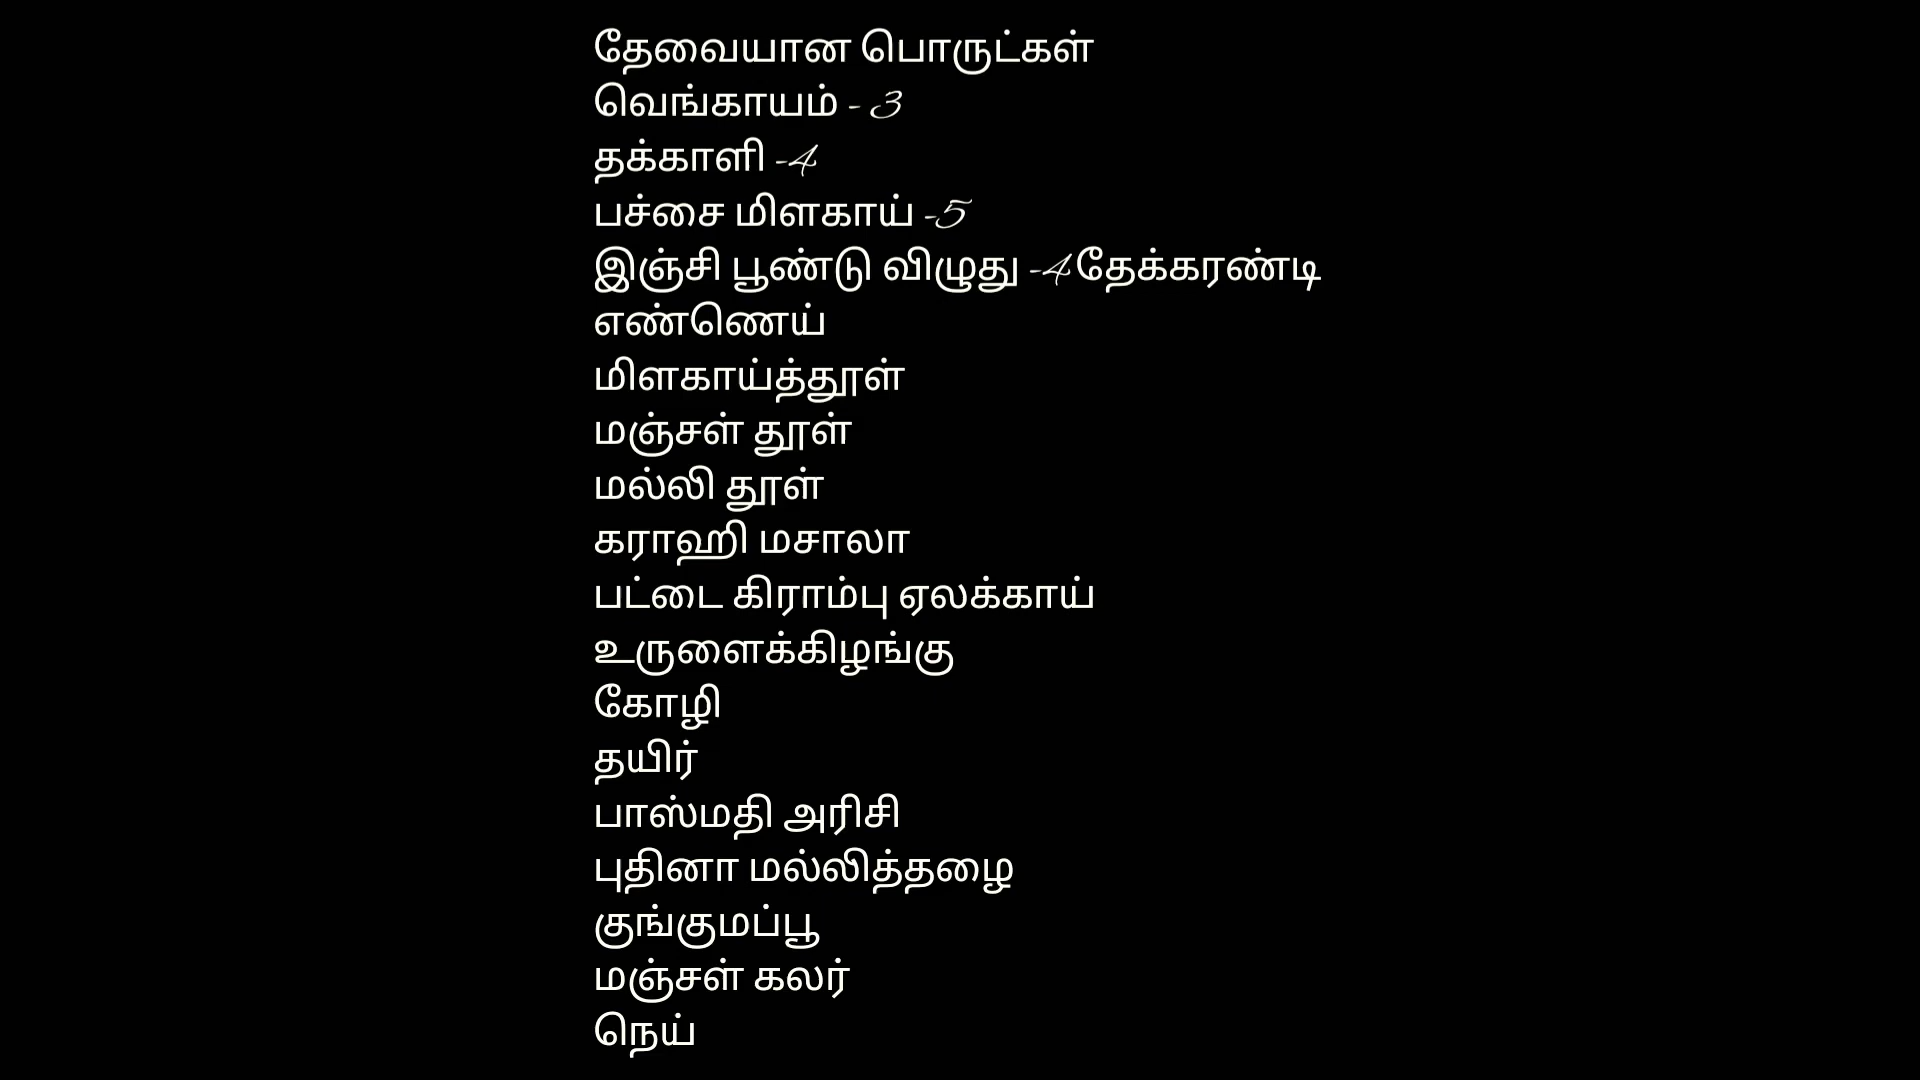 தேவையான பொருட்கள்
வெங்காயம் - 3
தக்காளி -4
பச்சை மிளகாய் -5
இஞ்சி பூண்டு விழுது -4தேக்கரண்டி
எண்ணெய்
மிளகாய்த்தூள்
மஞ்சள் தூள்
மல்லி தூள்
கராஹி மசாலா
பட்டை கிராம்பு ஏலக்காய்
உருளைக்கிழங்கு
கோழி
தயிர்
பாஸ்மதி அரிசி
புதினா மல்லித்தழை
குங்குமப்பூ
மஞ்சள் கலர்
நெய்